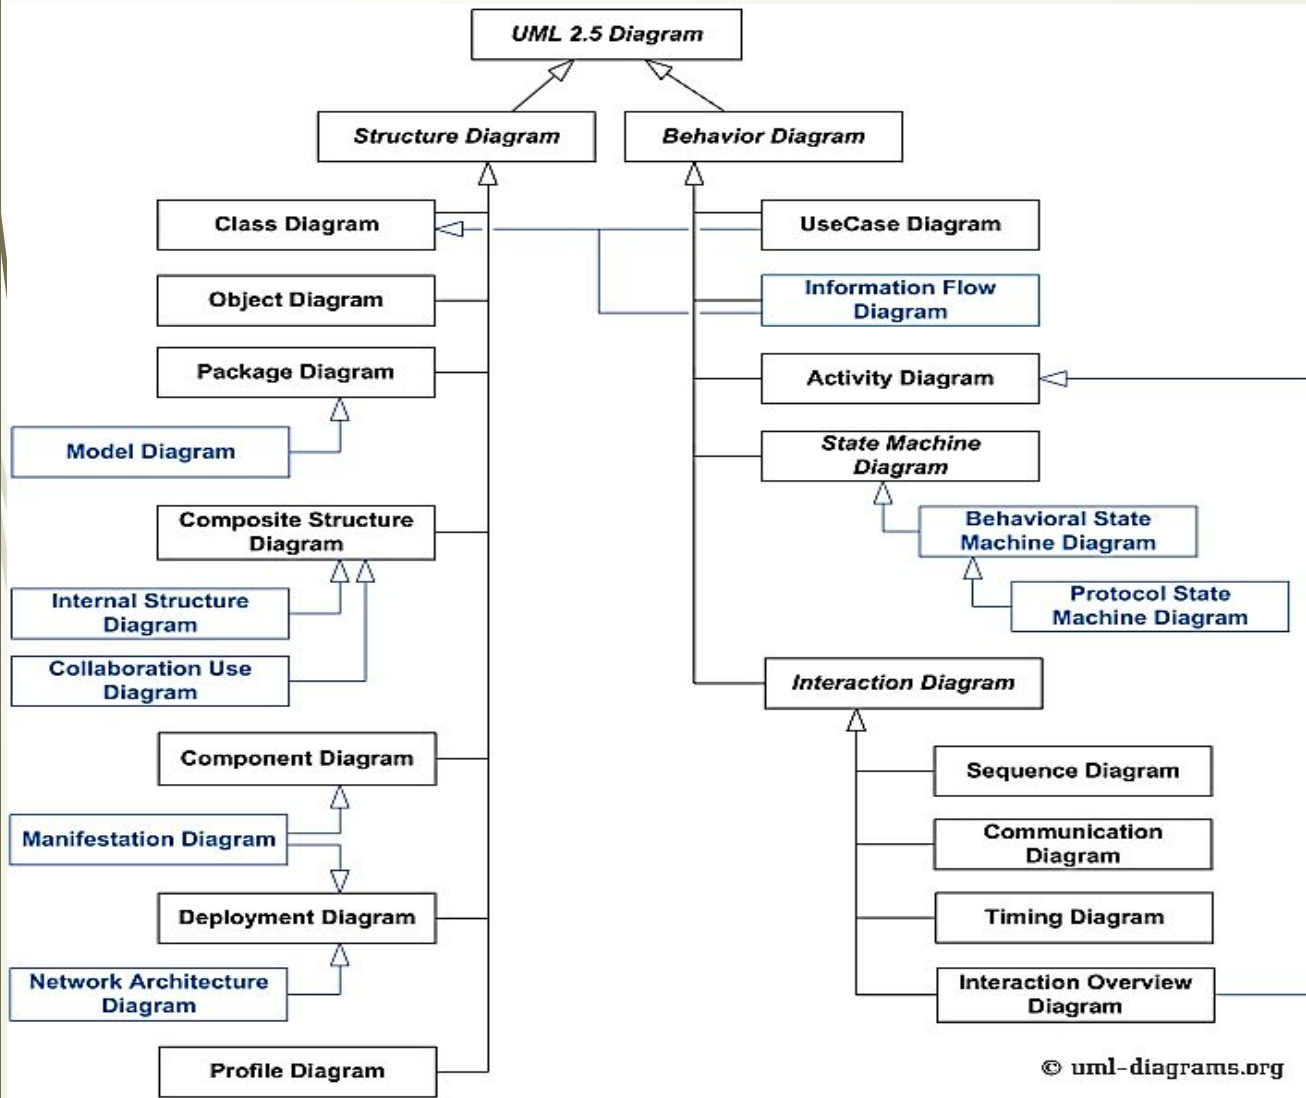 UML 2.5 Diagram
Structure Diagram
Behavior Diagram
Class Diagram
Object Diagram
Package Diagram
Model Diagram
Composite Structure
Diagram
Internal Structure
Diagram
Collaboration Use
Diagram
Component Diagram
Manifestation Diagram
Deployment Diagram
Network Architecture
Diagram
Profile Diagram
UseCase Diagram
Information Flow
Diagram
Activity Diagram
State Machine
Diagram
Behavioral State
Machine Diagram
Protocol State
Machine Diagram
Interaction Diagram
Sequence Diagram
Communication
Diagram
Timing Diagram
Interaction Overview
Diagram
© uml-diagrams.org